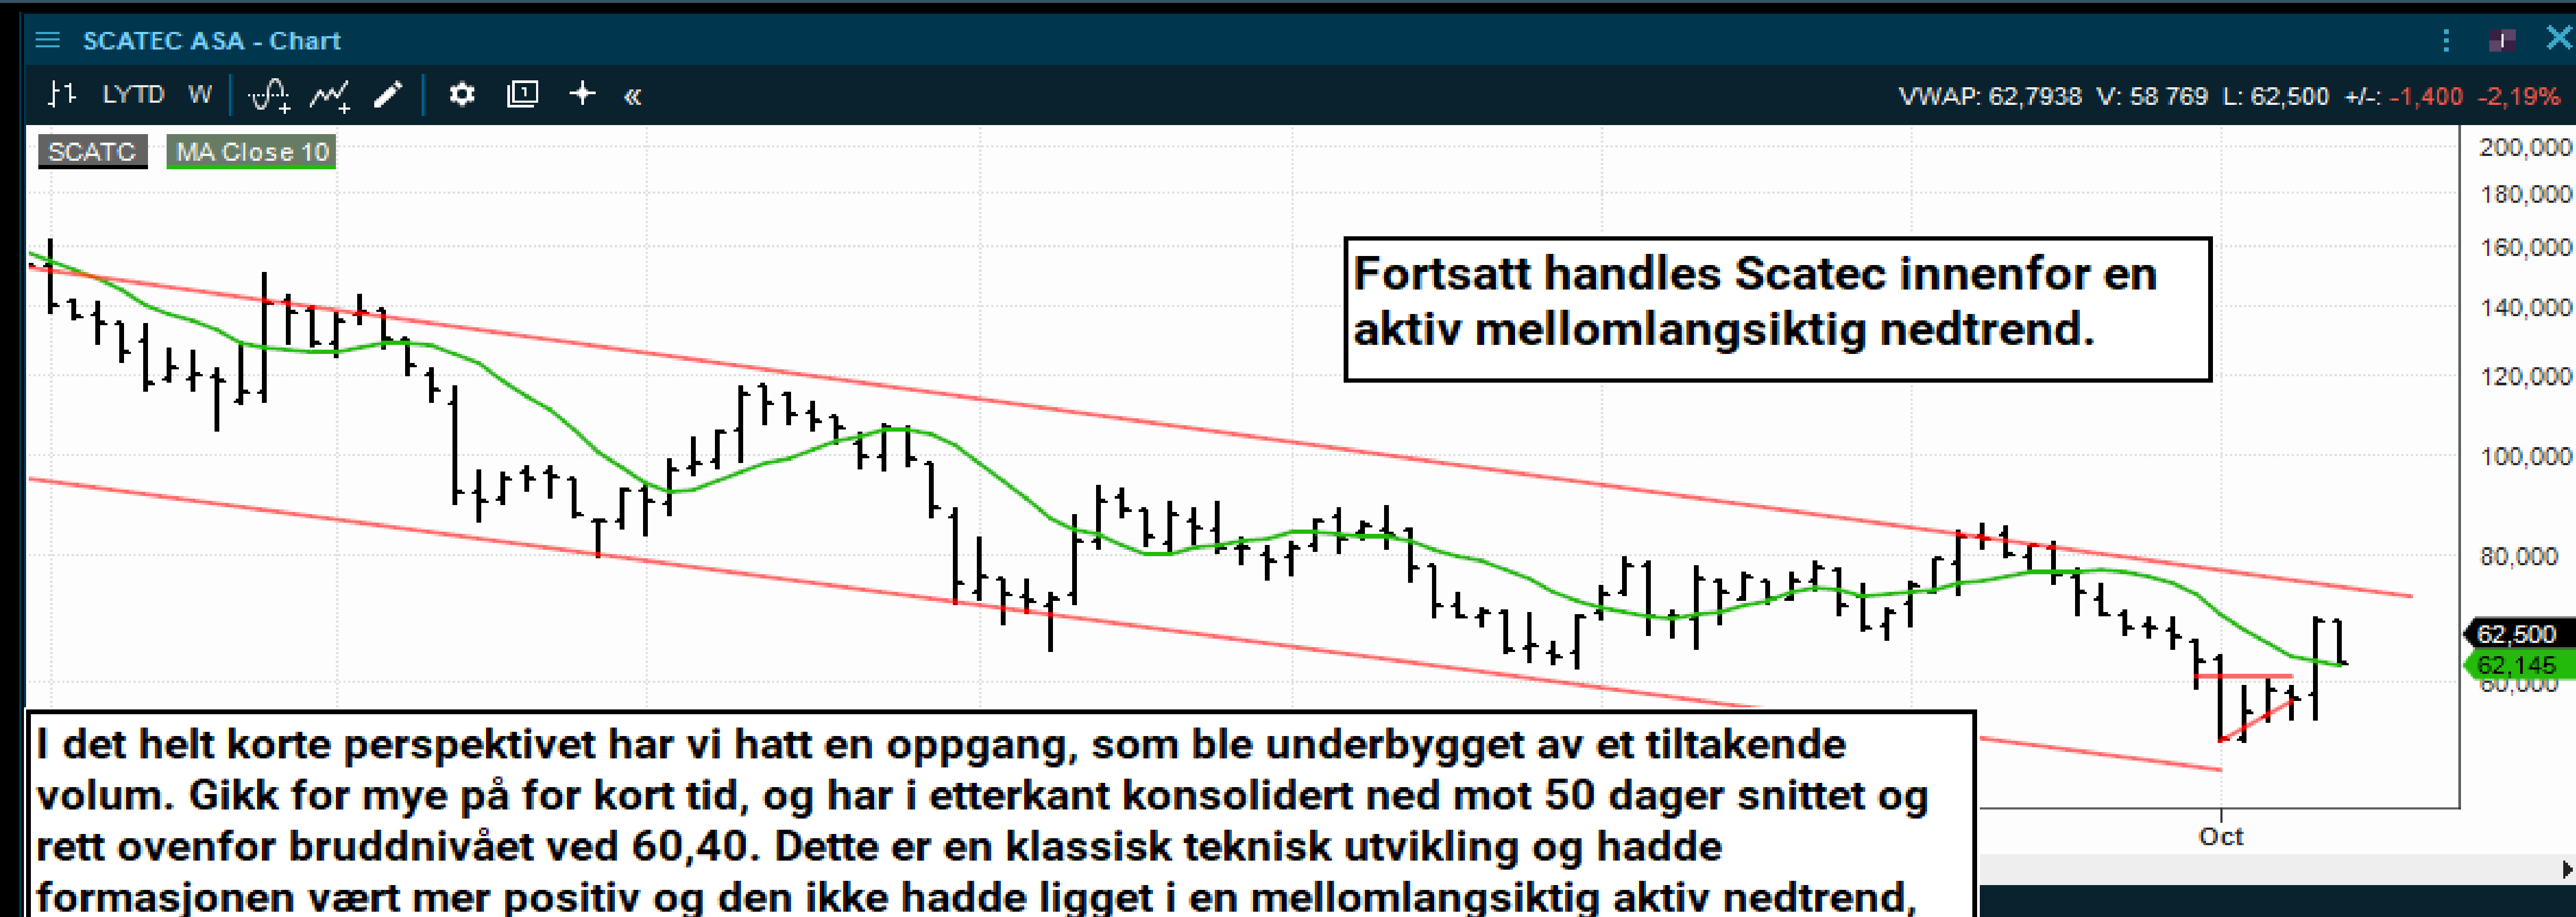 SCATEC ASA - Chart
LYTD W 1 « VWAP: 62,7938 V: 58 769 L: 62,500 +/-: -1,400 -2,19%
SCATC MA Close 10
200,000
180,000
160,000
140,000
120,000
100,000
80,000
62,500
62,145
60,000
Fortsatt handles Scatec innenfor en
aktiv mellomlangsiktig nedtrend.
I det helt korte perspektivet har vi hatt en oppgang, som ble underbygget av et tiltakende
volum. Gikk for mye på for kort tid, og har i etterkant konsolidert ned mot 50 dager snittet og
rett ovenfor bruddnivået ved 60,40. Dette er en klassisk teknisk utvikling og hadde
formasjonen vært mer positiv og den ikke hadde ligget i en mellomlangsiktig aktiv nedtrend,
Oct